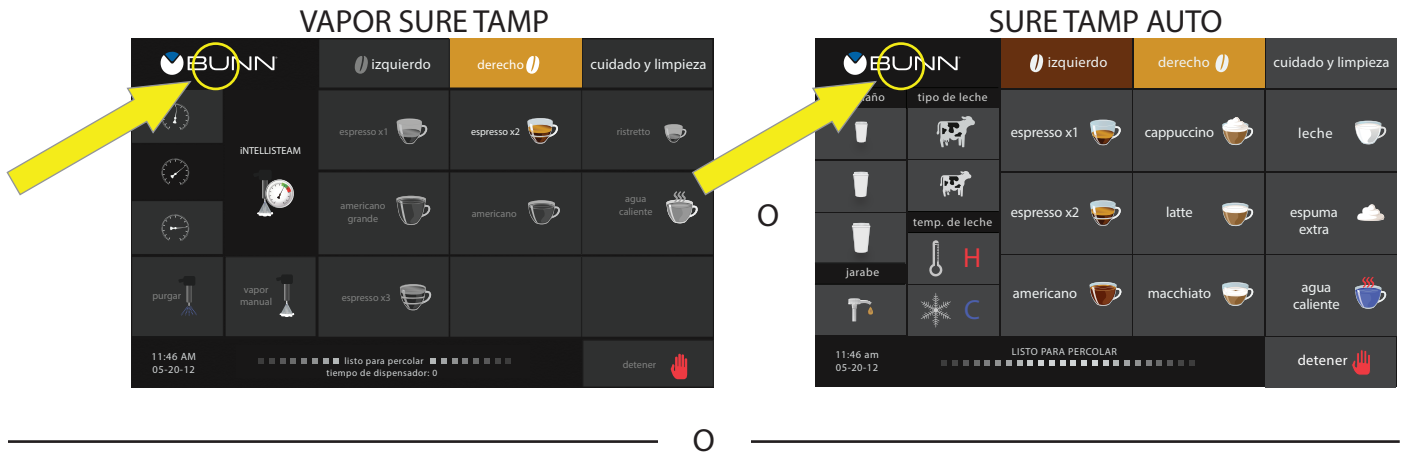 VAPOR SURE TAMP
BUNN
izquierdo
derecho
cuidado y limpieza
iNTELLISTEAM
espresso x1
espresso x2
ristretto
americano
grande
americano
agua
caliente
purgar
vapor
manual
espresso x3
11:46 AM
05-20-12
listo para percolar
tiempo de dispensador: 0
detener
O
SURE TAMP AUTO
BUNN
izquierdo
derecho
cuidado y limpieza
año
tipo de leche
espresso x1
cappuccino
leche
temp. de leche
espresso x2
latte
espuma
extra
jarabe
H
C
americano
macchiato
agua
caliente
11:46 am
05-20-12
LISTO PARA PERCOLAR
detener
O